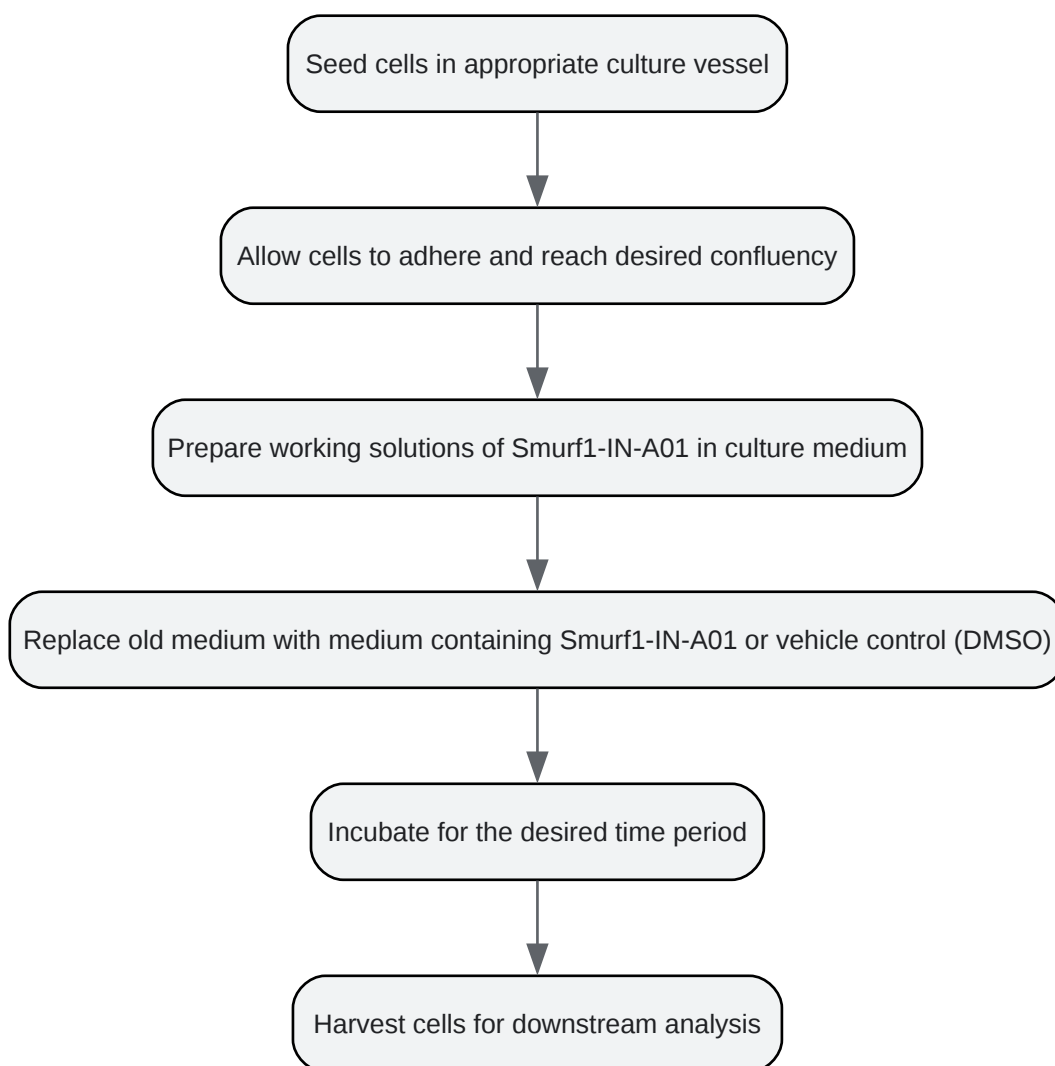 Seed cells in appropriate culture vessel
Allow cells to adhere and reach desired confluency
Prepare working solutions of Smurf1-IN-A01 in culture medium
Replace old medium with medium containing Smurf1-IN-A01 or vehicle control (DMSO)
Incubate for the desired time period
Harvest cells for downstream analysis